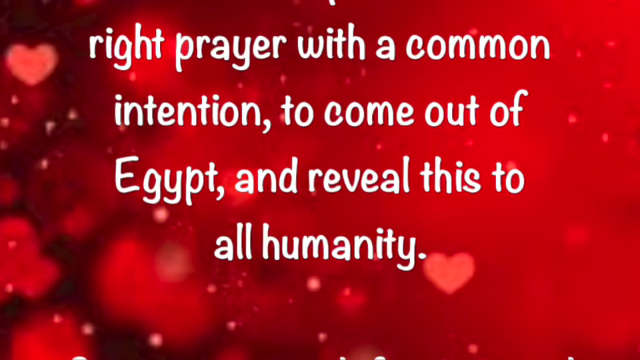 right prayer with a common
intention, to come out of
Egypt, and reveal this to
all humanity.